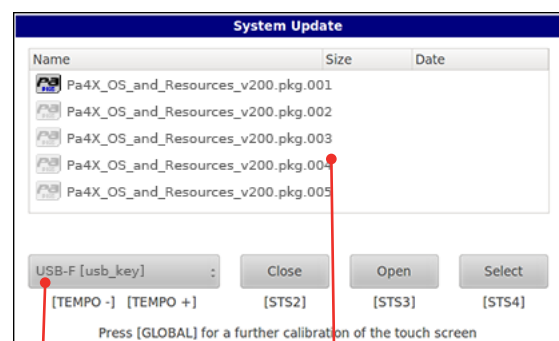 System Update
Name Size Date
Pa4X_OS_and_Resources_v200.pkg.001
Pa4X_OS_and_Resources_v200.pkg.002
Pa4X_OS_and_Resources_v200.pkg.003
Pa4X_OS_and_Resources_v200.pkg.004
Pa4X_OS_and_Resources_v200.pkg.005
USB-F [usb_key] : Close Open Select
[TEMPO -] [TEMPO +] [STS2] [STS3] [STS4]
Press [GLOBAL] for a further calibration of the touch screen